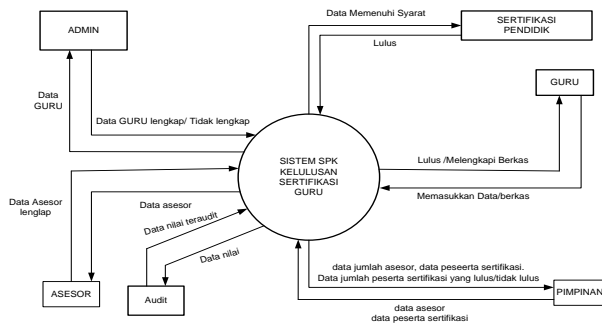 Data Memenuhi Syarat
SERTIFIKASI
PENDIDIK
ADMIN
Lulus
Data
GURU
GURU
Data GURU lengkap/ Tidak lengkap
SISTEM SPK
KELULUSAN
SERTIFIKASI
GURU
Lulus /Melengkapi Berkas
Memasukkan Data/berkas
Data Asesor
lenglap
Data asesor
Data nilai teraudit
Data nilai
data jumlah asesor, data peseerta sertifikasi.
Data jumlah peserta sertifikasi yang lulus/tidak lulus
ASESOR
Audit
PIMPINAN
data asesor
data peserta sertifikasi